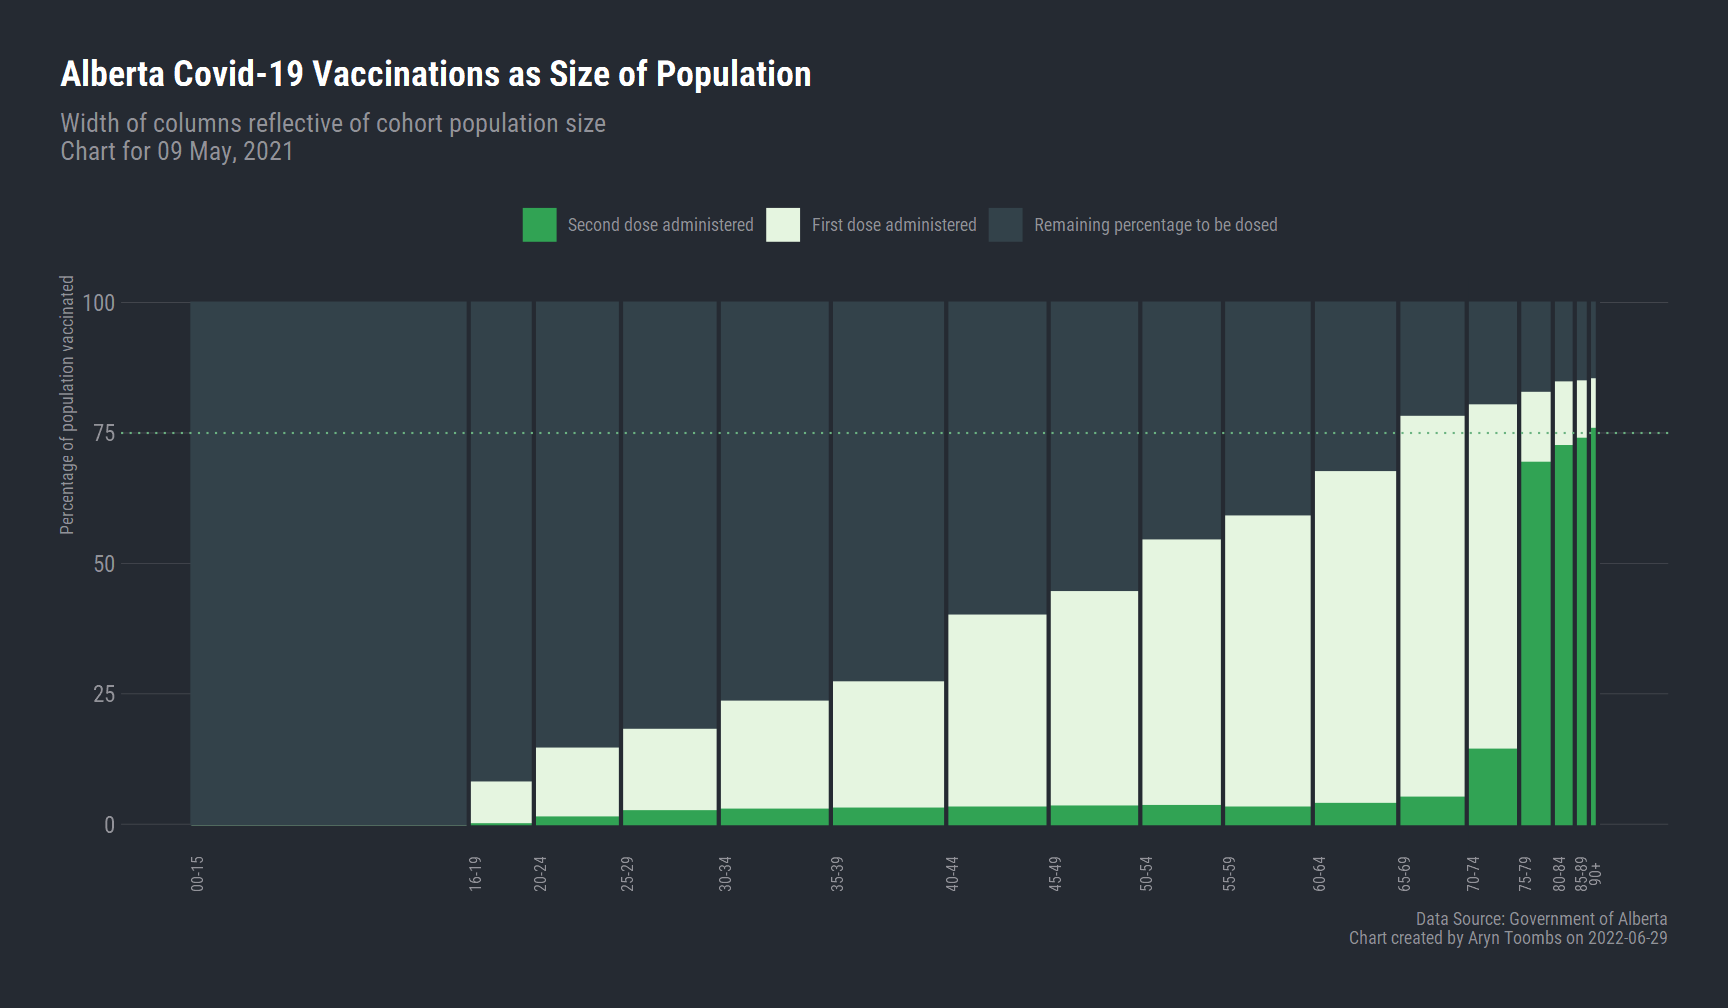 Alberta Covid-19 Vaccinations as Size of Population
Width of columns reflective of cohort population size
Chart for 09 May, 2021
Second dose administered
First dose administered
Remaining percentage to be dosed
Percentage of population vaccinated
100
75
50
25
0
00-15
16-19
20-24
25-29
30-34
35-39
40-44
45-49
50-54
55-59
60-64
65-69
70-74
75-79
80-84
85-89
90+
Data Source: Government of Alberta
Chart created by Aryn Toombs on 2022-06-29